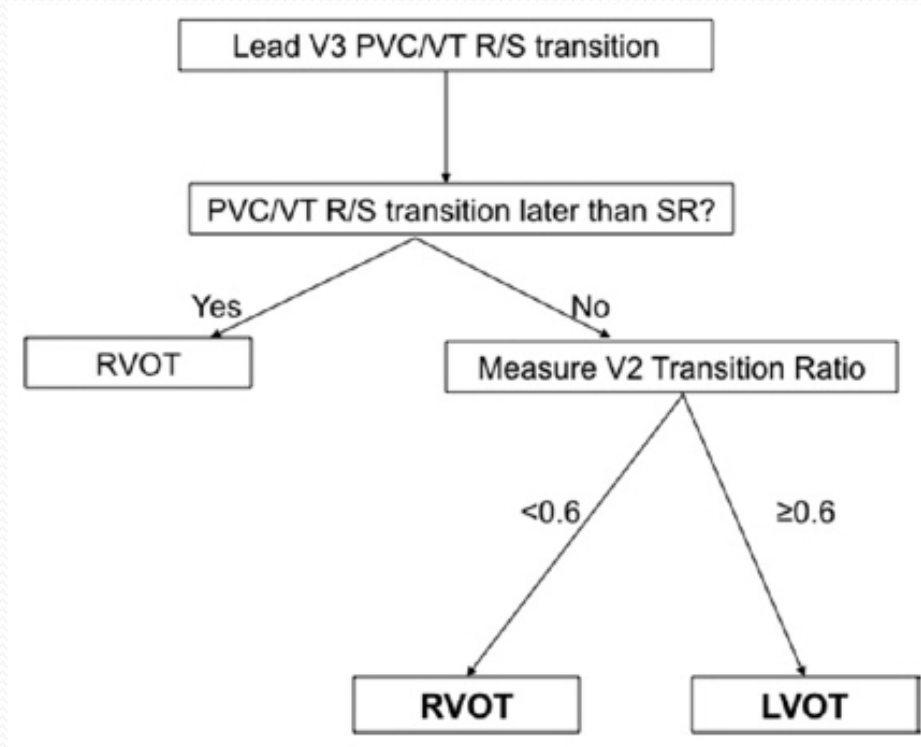 Lead V3 PVC/VT R/S transition
PVC/VT R/S transition later than SR?
Yes
No
RVOT
Measure V2 Transition Ratio
<0.6
≥0.6
RVOT
LVOT